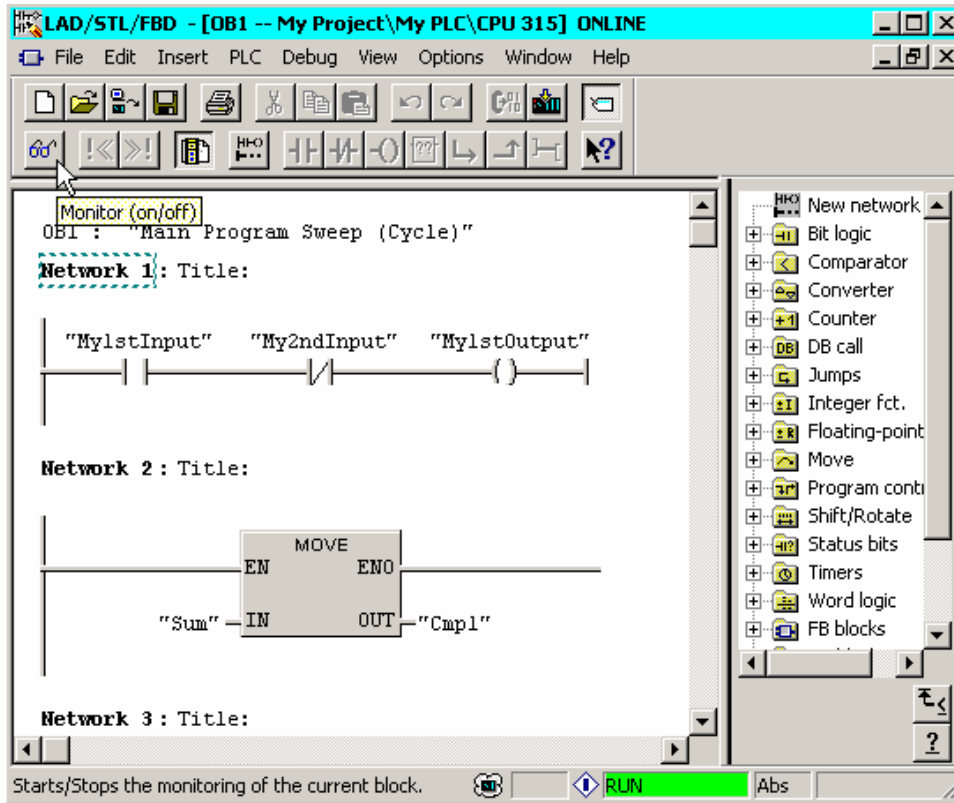 LAD/STL/FBD - [OB1 -- My Project\My PLC\CPU 315] ONLINE
File Edit Insert PLC Debug View Options Window Help
Monitor (on/off)
OB1 : "Main Program Sweep (Cycle)"
Network 1 : Title:
"My1stInput" "My2ndInput" "My1stOutput"
Network 2 : Title:
MOVE
EN ENO
"Sum" IN OUT "Cmp1"
Network 3 : Title:
New network
Bit logic
Comparator
Converter
Counter
DB call
Jumps
Integer fct.
Floating-point
Move
Program contr
Shift/Rotate
Status bits
Timers
Word logic
FB blocks
Starts/Stops the monitoring of the current block. RUN Abs